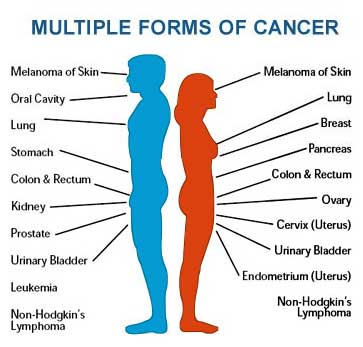 MULTIPLE FORMS OF CANCER
Melanoma of Skin
Oral Cavity
Lung
Stomach
Colon & Rectum
Kidney
Prostate
Urinary Bladder
Leukemia
Non-Hodgkin's
Lymphoma
Melanoma of Skin
Lung
Breast
Pancreas
Colon & Rectum
Ovary
Cervix (Uterus)
Urinary Bladder
Endometrium (Uterus)
Non-Hodgkin's
Lymphoma